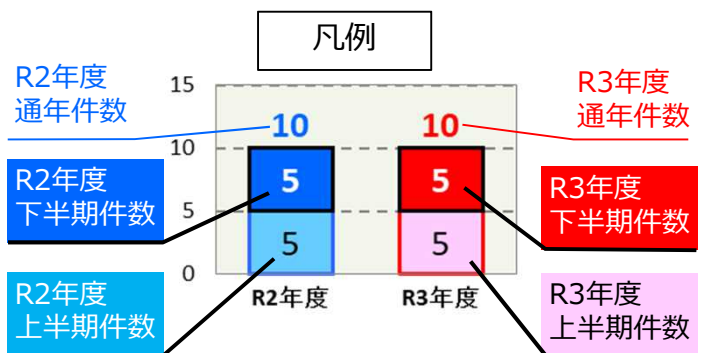 凡例
R2年度
通年件数
R2年度
下半期件数
R2年度
上半期件数
15
10
5
0
10
5
5
10
5
5
R2年度
R3年度
R3年度
通年件数
R3年度
下半期件数
R3年度
上半期件数